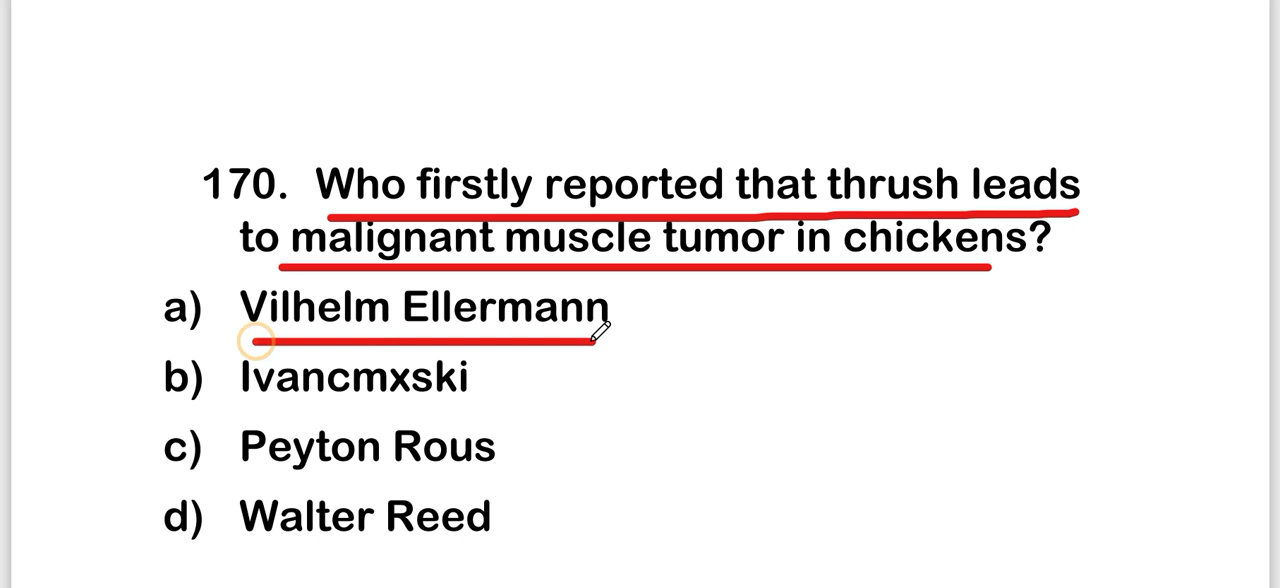 170. Who firstly reported that thrush leads
to malignant muscle tumor in chickens?
a) Vilhelm Ellermann
b) Ivancmxski
c) Peyton Rous
d) Walter Reed